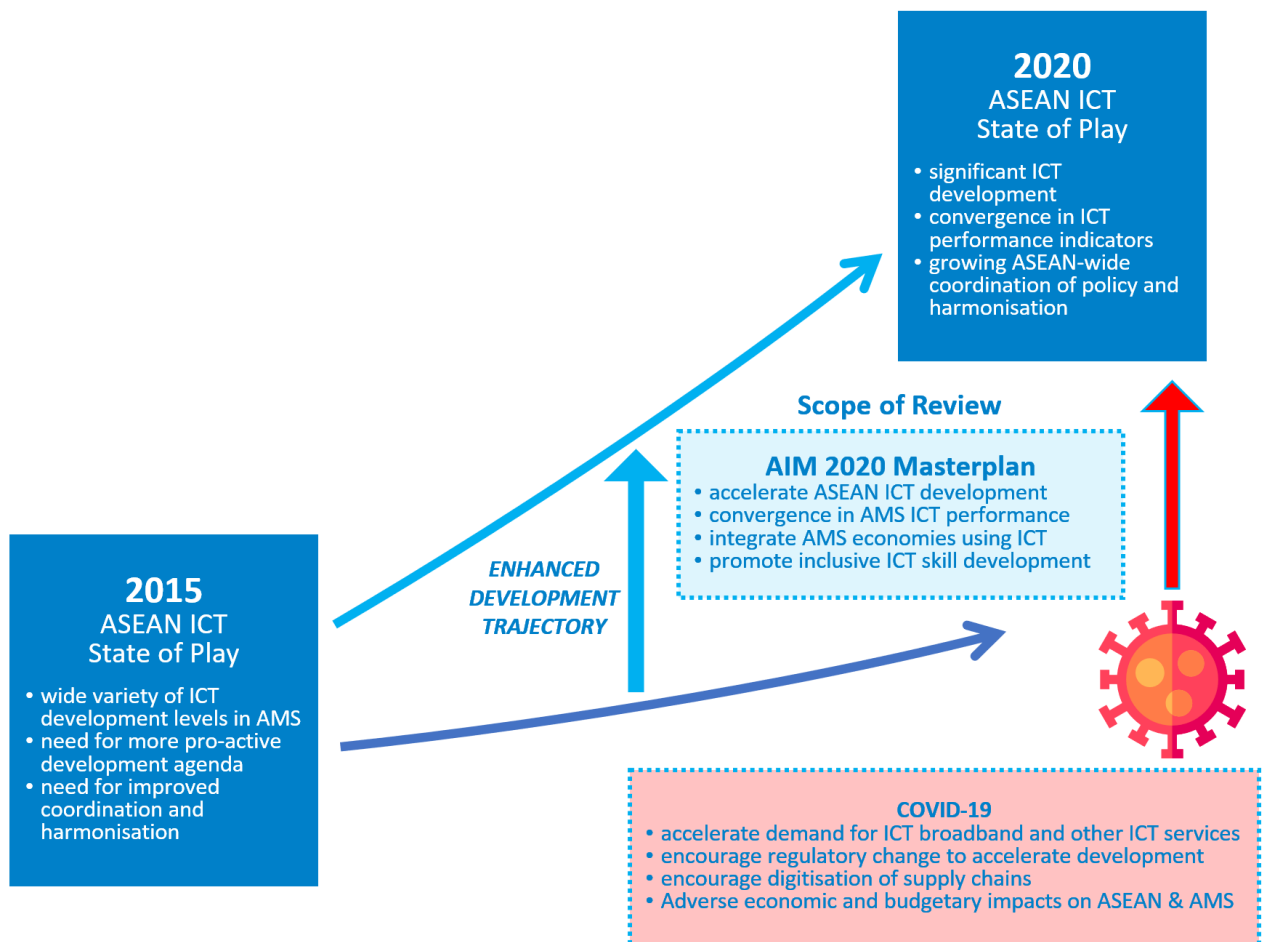 2020
ASEAN ICT
State of Play
• significant ICT
development
• convergence in ICT
performance indicators
• growing ASEAN-wide
coordination of policy and
harmonisation
Scope of Review
AIM 2020 Masterplan
• accelerate ASEAN ICT development
• convergence in AMS ICT performance
• integrate AMS economies using ICT
• promote inclusive ICT skill development
ENHANCED
DEVELOPMENT
TRAJECTORY
2015
ASEAN ICT
State of Play
• wide variety of ICT
development levels in AMS
• need for more pro-active
development agenda
• need for improved
coordination and
harmonisation
COVID-19
• accelerate demand for ICT broadband and other ICT services
• encourage regulatory change to accelerate development
• encourage digitisation of supply chains
• Adverse economic and budgetary impacts on ASEAN & AMS